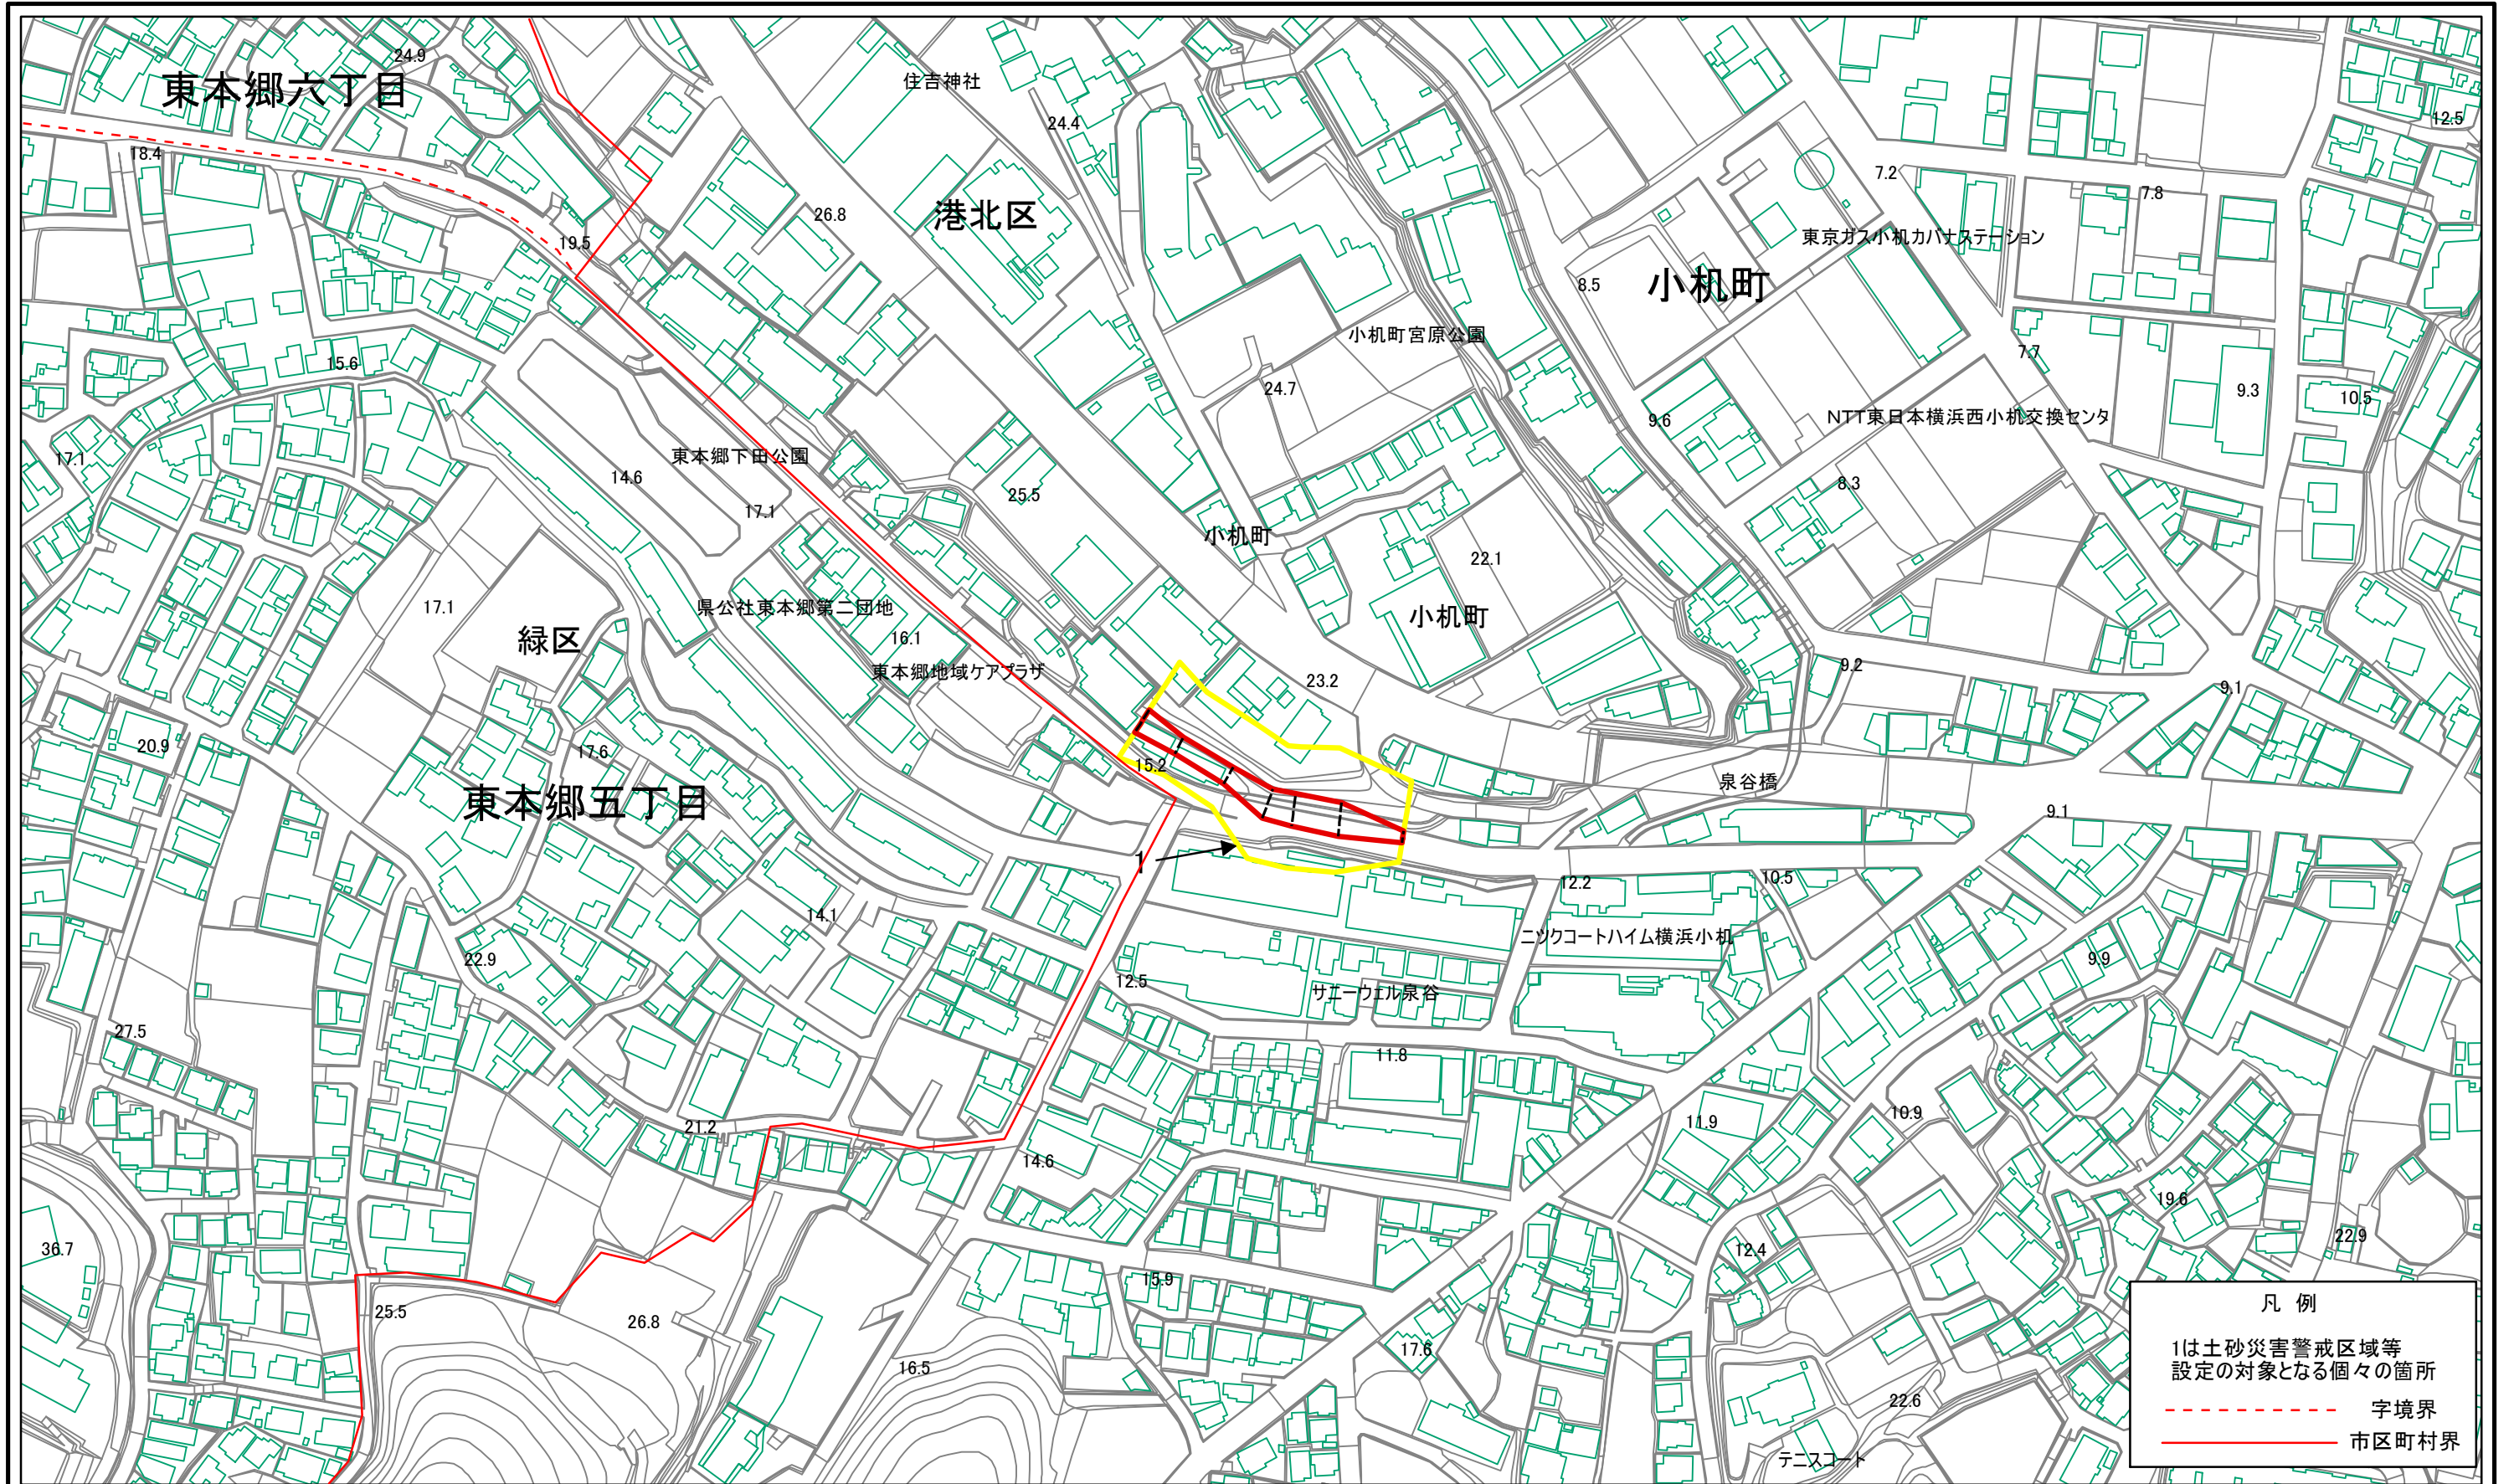 東本郷六丁目
24.9
住吉神社
24.4
12.5
18.4
7.2
7.8
26.8
港北区
19.5
東京ガス小机ガバナステーション
小机町
8.5
小机町宮原公園
7.7
15.6
24.7
9.3
10.5
9.6
NTT東日本横浜西小机交換センタ
17.1
東本郷下田公園
14.6
8.3
25.5
17.1
小机町
22.1
17.1
県公社東本郷第二団地
小机町
緑区
16.1
東本郷地域ケアプラザ
9.2
23.2
9.1
20.9
17.6
15.2
泉谷橋
東本郷五丁目
9.1
1
12.2
10.5
14.1
ニックコートハイム横浜小机
22.9
9.9
12.5
サニーウェル泉谷
27.5
11.8
10.9
11.9
21.2
14.6
19.6
22.9
36.7
12.4
15.9
25.5
26.8
17.6
16.5
22.6
テニスコート
凡 例
1は土砂災害警戒区域等
設定の対象となる個々の箇所
字境界
市区町村界